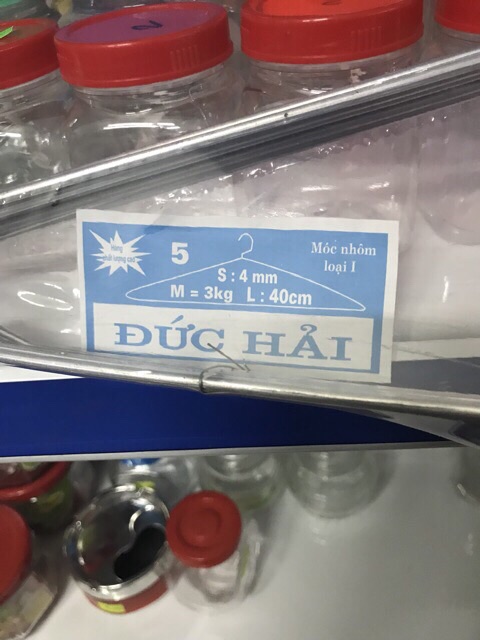 5
Móc nhôm
loại 1
S : 4 mm
M = 3kg L : 40cm
ĐỨC HẢI